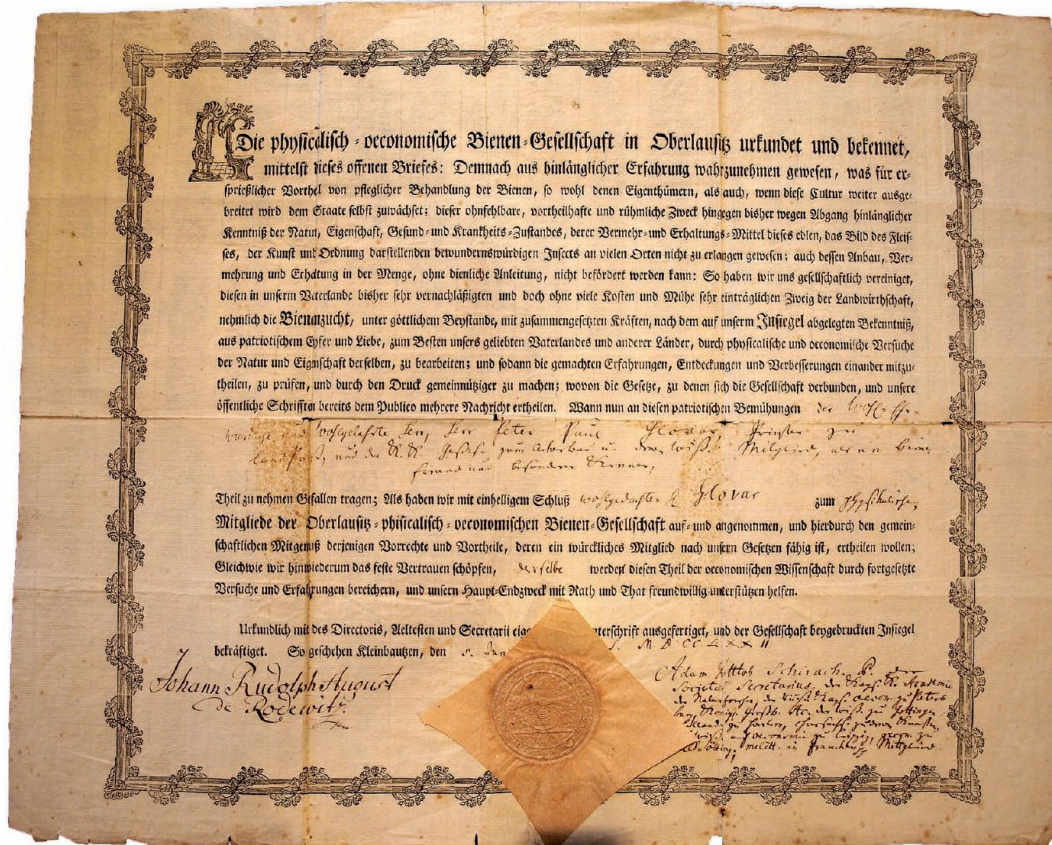 Die physicalisch-oeconomische Bienen-Gesellschaft in Oberlausitz urkundet und bekennet,
mittelst dieses offenen Briefes: Demnach aus hinlänglicher Erfahrung wahrzunehmen gewesen, was für er-
sprießlicher Vorthel von pfleglicher Behandlung der Bienen, so wohl denen Eigenthümern, als auch, wenn diese Cultur weiter ausge-
breitet wird dem Staate selbst zuwächset; dieser ohnfehlbare, vortheilhafte und rühmliche Zweck hingegen bisher wegen Abgang hinlänglicher
Kenntniß der Natur, Eigenschaft, Gesund- und Krankheits-Zustandes, derer Vermehr- und Erhaltungs-Mittel dieses edlen, das Bild des Fleis-
ses, der Kunst und Ordnung darstellenden bewundernswürdigen Insects an vielen Orten nicht zu erlangen gewesen; auch dessen Anbau, Ver-
mehrung und Erhaltung in der Menge, ohne dienliche Anleitung, nicht befördert werden kann: So haben wir uns gesellschaftlich vereiniget,
diesen in unserm Vaterlande bisher sehr vernachläßigten und doch ohne viele Kosten und Mühe sehr einträglichen Zweig der Landwirthschaft,
nehmlich die Bienenzucht, unter göttlichem Beystande, mit zusammengesetzten Kräften, nach dem auf unserm Insiegel abgelegten Bekenntniß,
aus patriotischem Eyfer und Liebe, zum Besten unsers geliebten Vaterlandes und anderer Länder, durch physicalische und oeconomische Versuche
der Natur und Eignschaft derselben, zu bearbeiten; und sodann die gemachten Erfahrungen, Entdeckungen und Verbesserungen einander mitzu-
theilen, zu prüfen, und durch den Druck gemeinnütziger zu machen; wovon die Gesetze, zu denen sich die Gesellschaft verbunden, und unsere
öffentliche Schrifften bereits dem Publico mehrere Nachricht ertheilen. Wann nun an diesen patriotischen Bemühungen der
Herr Peter Paul Glovar
Mitglied,
Theil zu nehmen Gefallen tragen; Als haben wir mit einhelligem Schluß Glovar zum
Mitgliede der Oberlausitz-phisicalisch-oeconomischen Bienen-Gesellschaft auf- und angenommen, und hierdurch den gemein-
schaftlichen Mitgenuß derjenigen Vorrechte und Vortheile, deren ein würckliches Mitglied nach unsern Gesetzen fähig ist, ertheilen wollen;
Gleichwie wir hinwiederum das feste Vertrauen schöpfen, derselbe werden diesen Theil der oeconomischen Wissenschaft durch fortgesetzte
Versuche und Erfahrungen bereichern, und unsern Haupt-Endzweck mit Rath und That freundwillig unterstützen helfen.
Urkundlich mit des Directoris, Aeltesten und Secretarii eige nterschrift ausgefertiget, und der Gesellschaft beygedruckten Insiegel
bekräftiget. So geschehen Kleinbautzen, den MDCCLXXII
Johann Rudolph August
de Rodewitz
Adam Gottlob Schirach
Societ. Secretarius, der